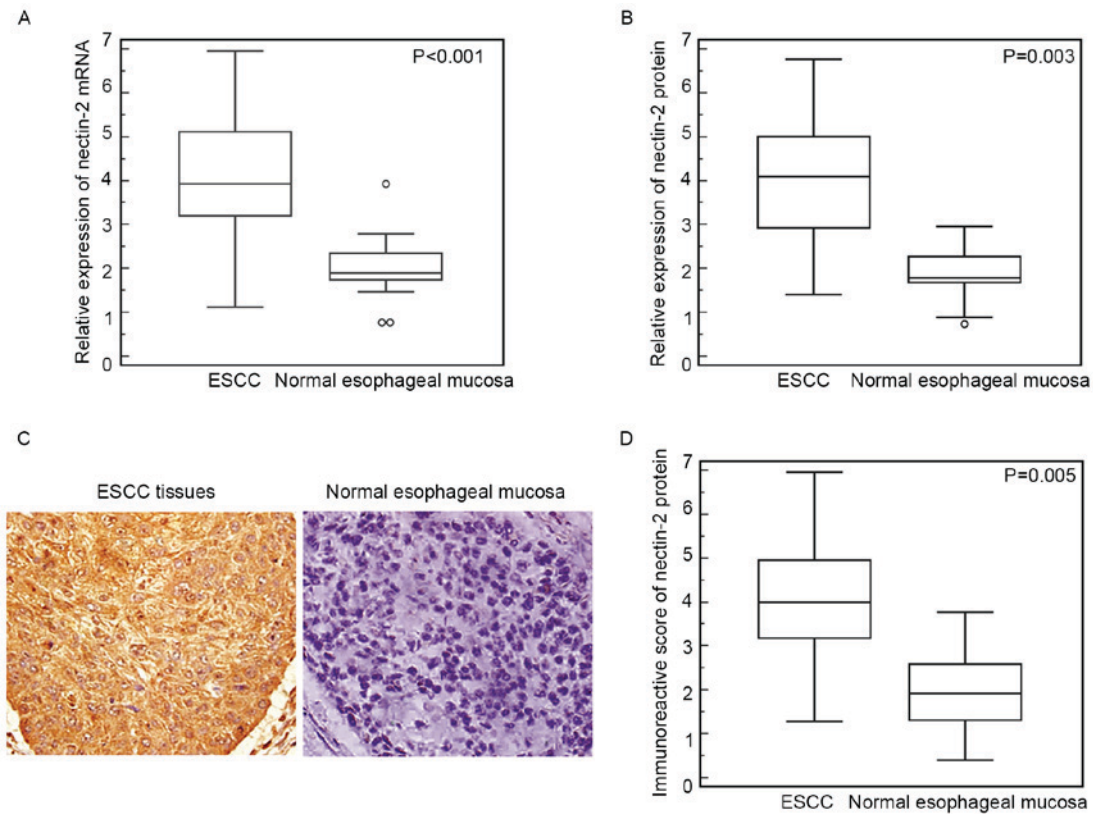 A
Relative expression of nectin-2 mRNA
7
6
5
4
3
2
1
0
P<0.001
ESCC Normal esophageal mucosa
B
Relative expression of nectin-2 protein
7
6
5
4
3
2
1
0
P=0.003
ESCC Normal esophageal mucosa
C
ESCC tissues Normal esophageal mucosa
D
Immunoreactive score of nectin-2 protein
7
6
5
4
3
2
1
0
P=0.005
ESCC Normal esophageal mucosa